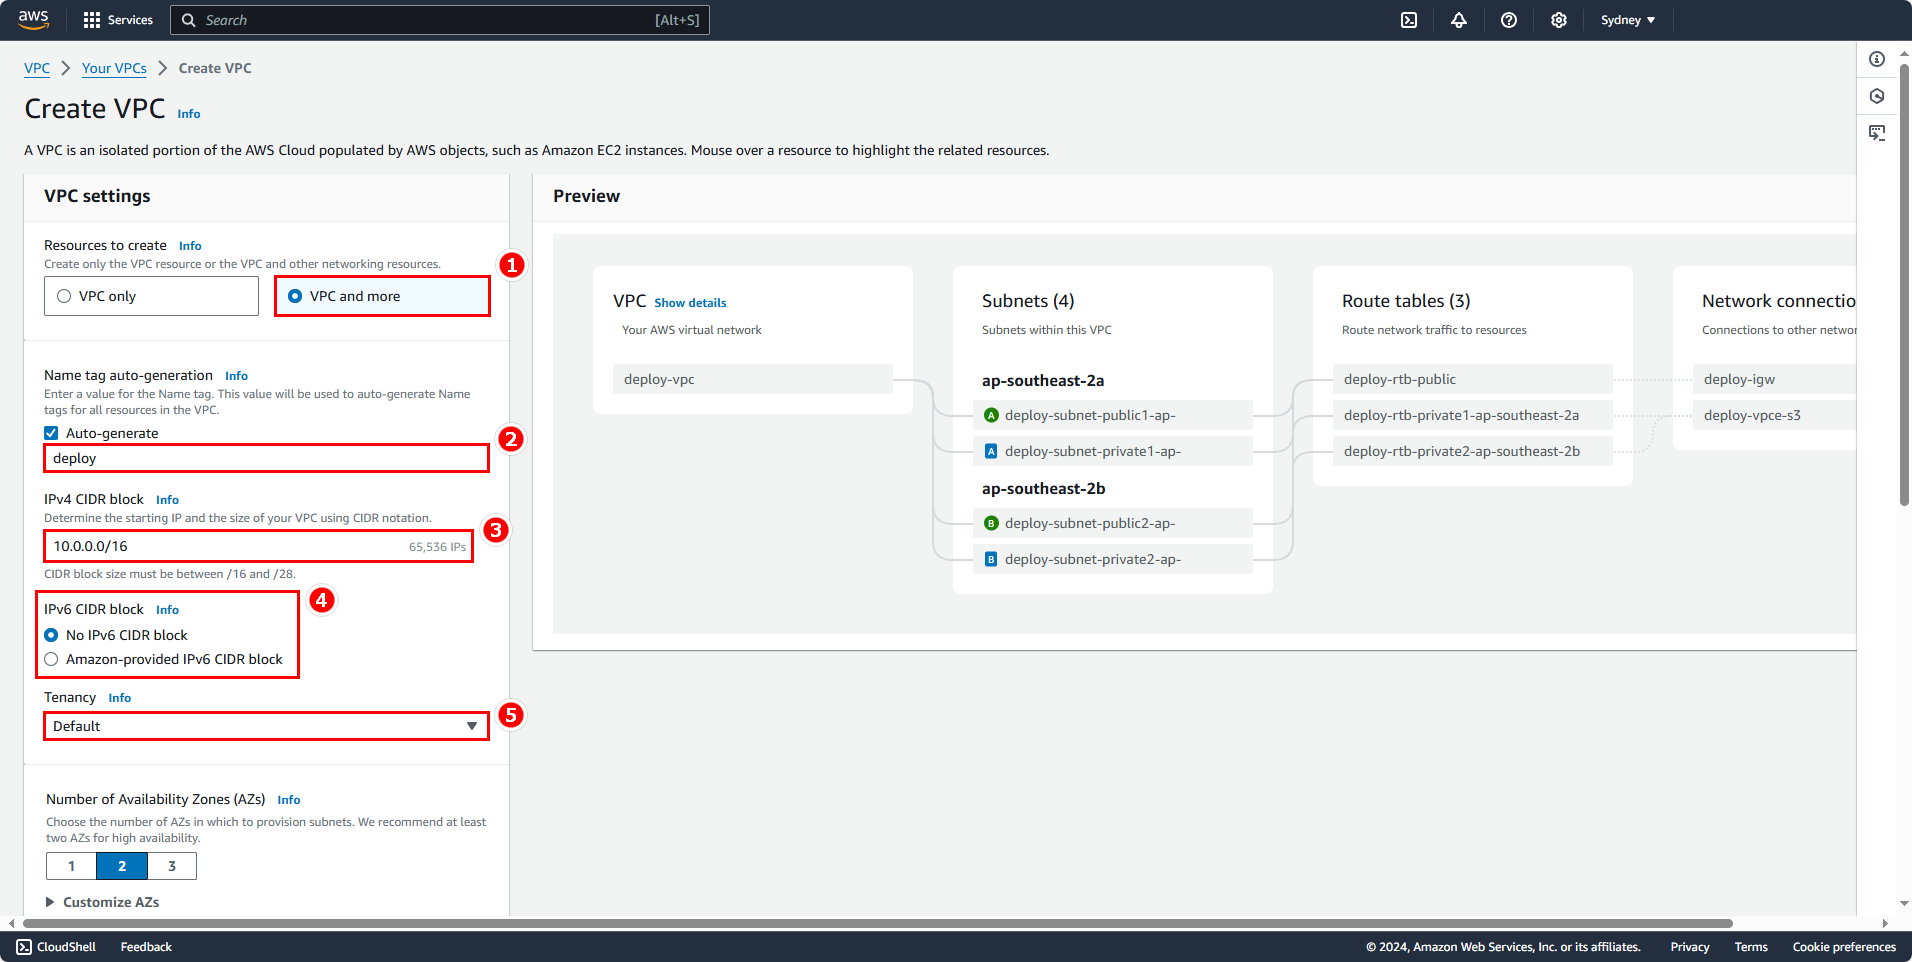 aws
Services
Search
[Alt+S]
Sydney
VPC
Your VPCs
Create VPC
Create VPC
Info
A VPC is an isolated portion of the AWS Cloud populated by AWS objects, such as Amazon EC2 instances. Mouse over a resource to highlight the related resources.
VPC settings
Resources to create Info
Create only the VPC resource or the VPC and other networking resources.
1
VPC only
VPC and more
Name tag auto-generation Info
Enter a value for the Name tag. This value will be used to auto-generate Name
tags for all resources in the VPC.
Auto-generate
2
deploy
IPv4 CIDR block Info
Determine the starting IP and the size of your VPC using CIDR notation.
3
10.0.0.0/16
65,536 IPs
CIDR block size must be between /16 and /28.
4
IPv6 CIDR block Info
No IPv6 CIDR block
Amazon-provided IPv6 CIDR block
Tenancy Info
5
Default
Number of Availability Zones (AZs) Info
Choose the number of AZs in which to provision subnets. We recommend at least
two AZs for high availability.
1
2
3
Customize AZs
Preview
VPC Show details
Your AWS virtual network
deploy-vpc
Subnets (4)
Subnets within this VPC
ap-southeast-2a
A deploy-subnet-public1-ap-
A deploy-subnet-private1-ap-
ap-southeast-2b
B deploy-subnet-public2-ap-
B deploy-subnet-private2-ap-
Route tables (3)
Route network traffic to resources
deploy-rtb-public
deploy-rtb-private1-ap-southeast-2a
deploy-rtb-private2-ap-southeast-2b
Network connectio
Connections to other networ
deploy-igw
deploy-vpce-s3
CloudShell
Feedback
© 2024, Amazon Web Services, Inc. or its affiliates.
Privacy
Terms
Cookie preferences